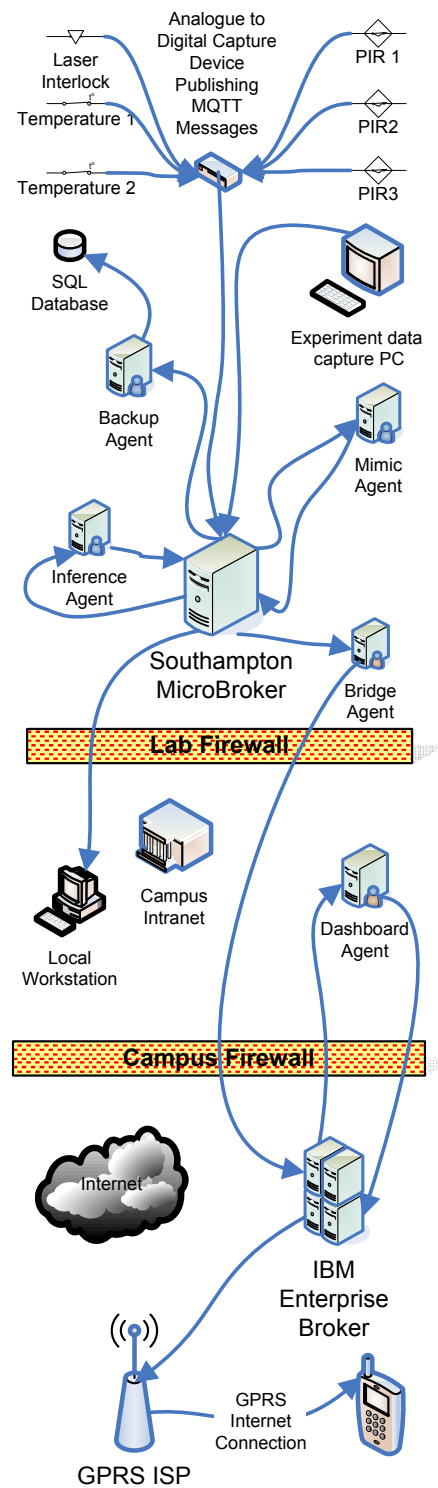 Analogue to
Digital Capture
Device
Publishing
MQTT
Messages
Laser
Interlock
PIR 1
Temperature 1
PIR2
Temperature 2
PIR3
SQL
Database
Experiment data
capture PC
Backup
Agent
Mimic
Agent
Inference
Agent
Southampton
MicroBroker
Bridge
Agent
Lab Firewall
Campus
Intranet
Local
Workstation
Dashboard
Agent
Campus Firewall
Internet
IBM
Enterprise
Broker
GPRS
Internet
Connection
GPRS ISP